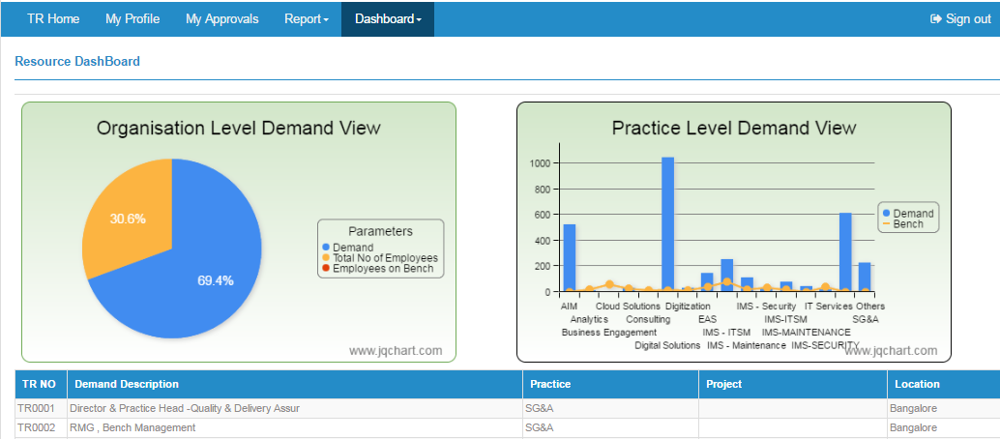 TR Home My Profile My Approvals Report Dashboard Sign out
Resource DashBoard
Organisation Level Demand View
30.6%
69.4%
Parameters
Demand
Total No of Employees
Employees on Bench
www.jqchart.com
Practice Level Demand View
1000
800
600
400
200
0
Demand
Bench
AIM Cloud Solutions Digitization IMS - Security IT Services Others
Analytics Consulting EAS IMS-ITSM SG&A
Business Engagement IMS - ITSM IMS-MAINTENANCE
Digital Solutions IMS - Maintenance IMS-SECURITY
www.jqchart.com
TR NO Demand Description Practice Project Location
TR0001 Director & Practice Head -Quality & Delivery Assur SG&A Bangalore
TR0002 RMG , Bench Management SG&A Bangalore